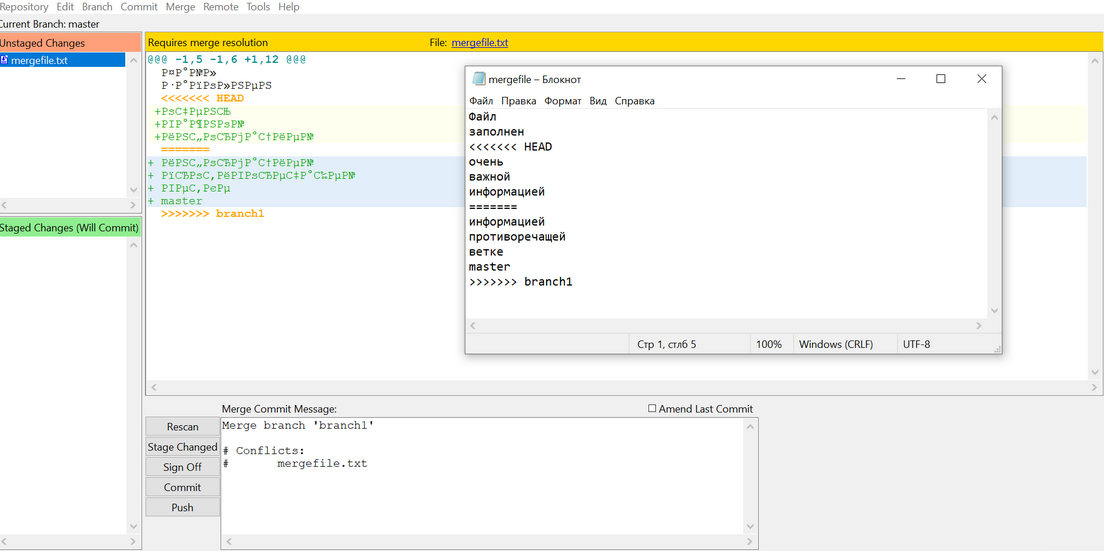 Repository Edit Branch Commit Merge Remote Tools Help
Current Branch: master
Unstaged Changes
mergefile.txt
Requires merge resolution File: mergefile.txt
@@@ -1,5 -1,6 +1,12 @@@
Р¤Р°Р№Р»
Р·Р°РїРѕР»РЅРµРЅ
<<<<<<< HEAD
+РѕС‡РµРЅСЊ
+РІР°Р¶РЅРѕР№
+РёРЅС„РѕСЂРјР°С†РёРµР№
=======
+ РёРЅС„РѕСЂРјР°С†РёРµР№
+ РїСЂРѕС‚РёРІРѕСЂРµС‡Р°С‰РµР№
+ РІРµС‚РєРµ
+ master
>>>>>>> branch1
Staged Changes (Will Commit)
mergefile – Блокнот
Файл Правка Формат Вид Справка
Файл
заполнен
<<<<<<< HEAD
очень
важной
информацией
=======
информацией
противоречащей
ветке
master
>>>>>>> branch1
Стр 1, стлб 5 100% Windows (CRLF) UTF-8
Merge Commit Message: Amend Last Commit
Rescan
Stage Changed
Sign Off
Commit
Push
Merge branch 'branch1'
# Conflicts:
# mergefile.txt